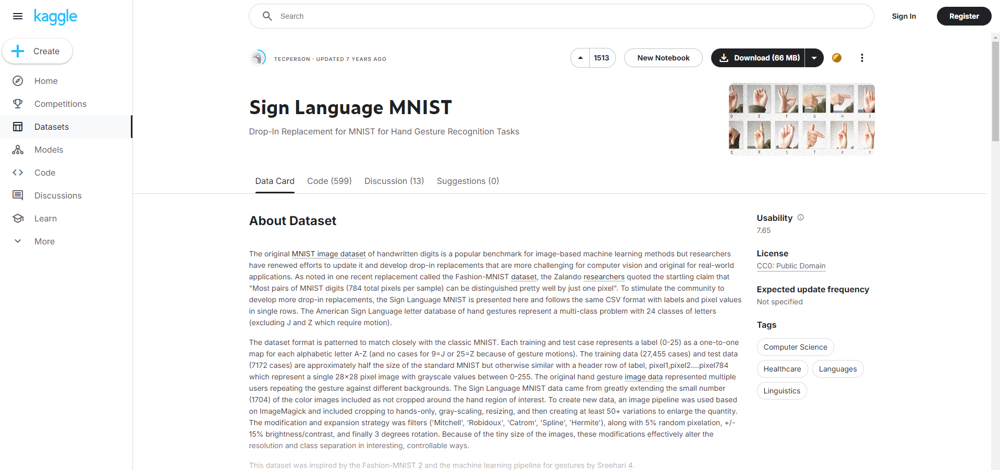 kaggle
Search
Sign In
Register
Create
Home
Competitions
Datasets
Models
Code
Discussions
Learn
More
TECPERSON · UPDATED 7 YEARS AGO
1513
New Notebook
Download (66 MB)
Sign Language MNIST
Drop-In Replacement for MNIST for Hand Gesture Recognition Tasks
D E F G H I
Q R S T U V
Data Card
Code (599)
Discussion (13)
Suggestions (0)
About Dataset
The original MNIST image dataset of handwritten digits is a popular benchmark for image-based machine learning methods but researchers
have renewed efforts to update it and develop drop-in replacements that are more challenging for computer vision and original for real-world
applications. As noted in one recent replacement called the Fashion-MNIST dataset, the Zalando researchers quoted the startling claim that
"Most pairs of MNIST digits (784 total pixels per sample) can be distinguished pretty well by just one pixel". To stimulate the community to
develop more drop-in replacements, the Sign Language MNIST is presented here and follows the same CSV format with labels and pixel values
in single rows. The American Sign Language letter database of hand gestures represent a multi-class problem with 24 classes of letters
(excluding J and Z which require motion).
The dataset format is patterned to match closely with the classic MNIST. Each training and test case represents a label (0-25) as a one-to-one
map for each alphabetic letter A-Z (and no cases for 9=J or 25=Z because of gesture motions). The training data (27,455 cases) and test data
(7172 cases) are approximately half the size of the standard MNIST but otherwise similar with a header row of label, pixel1,pixel2....pixel784
which represent a single 28×28 pixel image with grayscale values between 0-255. The original hand gesture image data represented multiple
users repeating the gesture against different backgrounds. The Sign Language MNIST data came from greatly extending the small number
(1704) of the color images included as not cropped around the hand region of interest. To create new data, an image pipeline was used based
on ImageMagick and included cropping to hands-only, gray-scaling, resizing, and then creating at least 50+ variations to enlarge the quantity.
The modification and expansion strategy was filters ('Mitchell', 'Robidoux', 'Catrom', 'Spline', 'Hermite'), along with 5% random pixelation, +/-
15% brightness/contrast, and finally 3 degrees rotation. Because of the tiny size of the images, these modifications effectively alter the
resolution and class separation in interesting, controllable ways.
This dataset was inspired by the Fashion-MNIST 2 and the machine learning pipeline for gestures by Sreehari 4.
Usability
7.65
License
CC0: Public Domain
Expected update frequency
Not specified
Tags
Computer Science
Healthcare
Languages
Linguistics